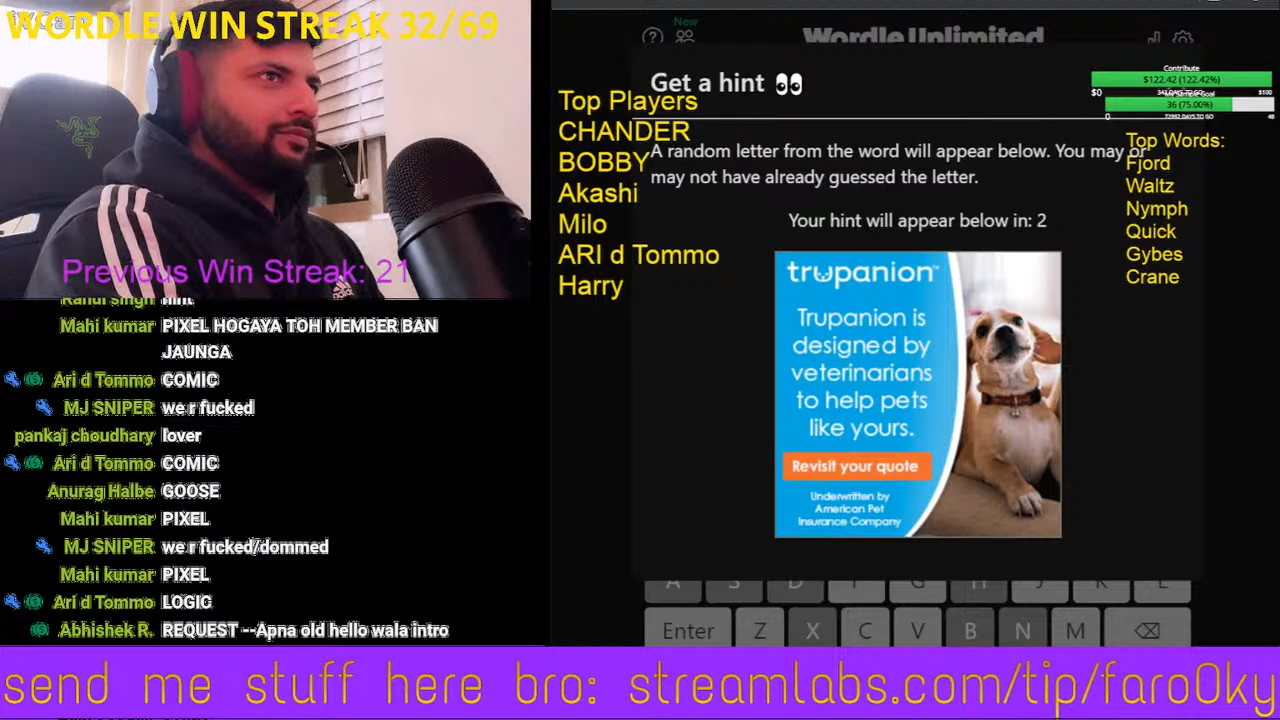 WORDLE WIN STREAK 32/69
Previous Win Streak: 21
Rahul singh hint
Mahi kumar PIXEL HOGAYA TOH MEMBER BAN
JAUNGA
Ari d Tommo COMIC
MJ SNIPER we r fucked
pankaj choudhary lover
Ari d Tommo COMIC
Anurag Halbe GOOSE
Mahi kumar PIXEL
MJ SNIPER we r fucked/dommed
Mahi kumar PIXEL
Ari d Tommo LOGIC
Abhishek R. REQUEST --Apna old hello wala intro
New
Wordle Unlimited
Get a hint
Top Players
CHANDER
BOBBY
Akashi
Milo
ARI d Tommo
Harry
A random letter from the word will appear below. You may or
may not have already guessed the letter.
Your hint will appear below in: 2
trupanion
Trupanion is
designed by
veterinarians
to help pets
like yours.
Revisit your quote
Underwritten by
American Pet
Insurance Company
Contribute
$122.42 (122.42%)
$0
$100
36 (75.00%)
0
Top Words:
Fjord
Waltz
Nymph
Quick
Gybes
Crane
A S D F G H J K L
Enter Z X C V B N M
send me stuff here bro: streamlabs.com/tip/faro0ky